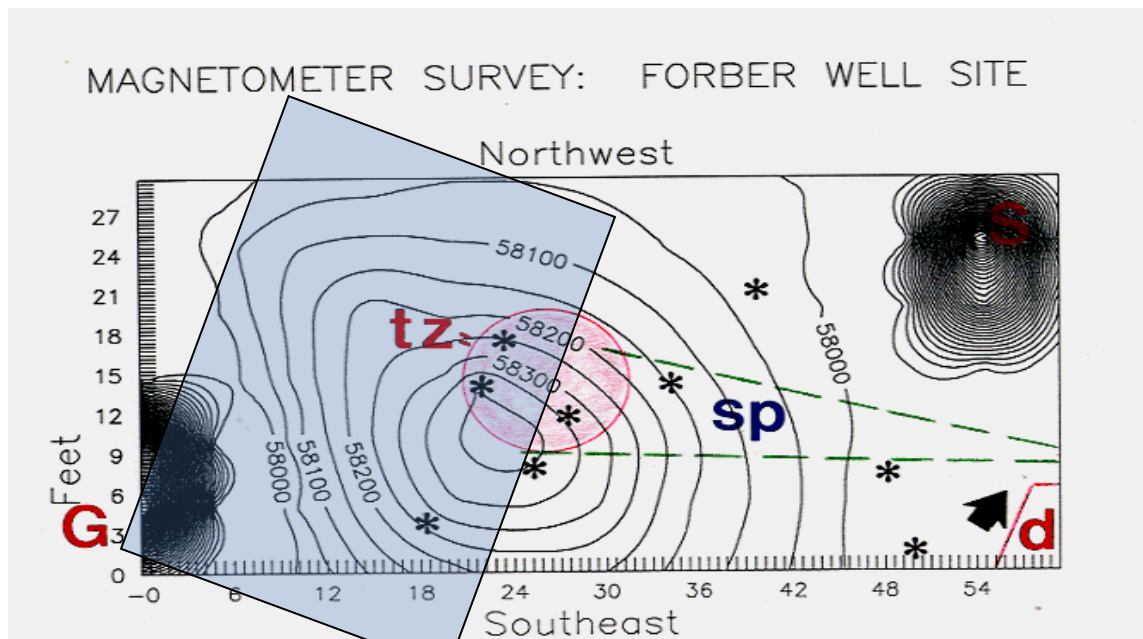 MAGNETOMETER SURVEY: FORBER WELL SITE
Northwest
27
24
21
18
15
12
9
6
3
0
Feet
58100
58200
58300
58000
58000
58100
58200
tz
sp
S
G
d
* * * * * * * * *
-0 6 12 18 24 30 36 42 48 54
Southeast